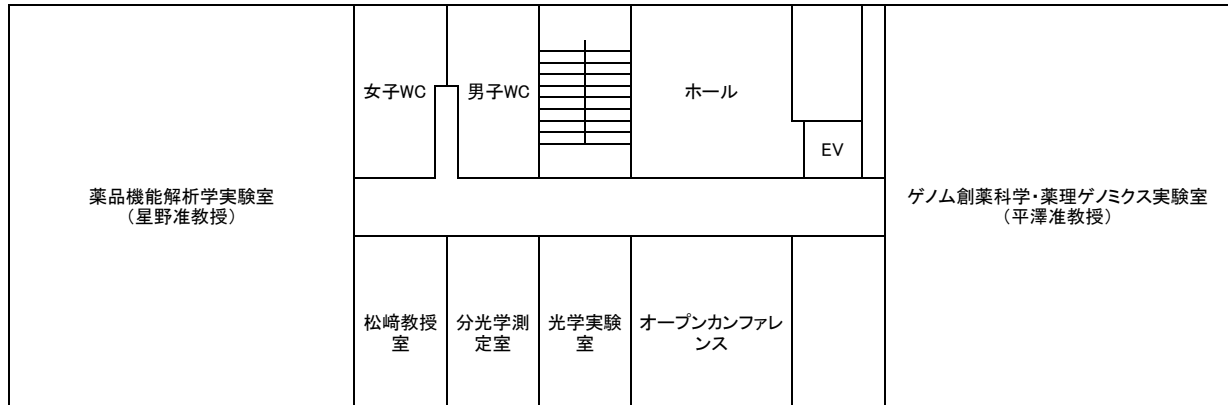 女子WC
男子WC
ホール
EV
薬品機能解析学実験室
（星野准教授）
ゲノム創薬科学・薬理ゲノミクス実験室
（平澤准教授）
松﨑教授
室
分光学測
定室
光学実験
室
オープンカンファレ
ンス